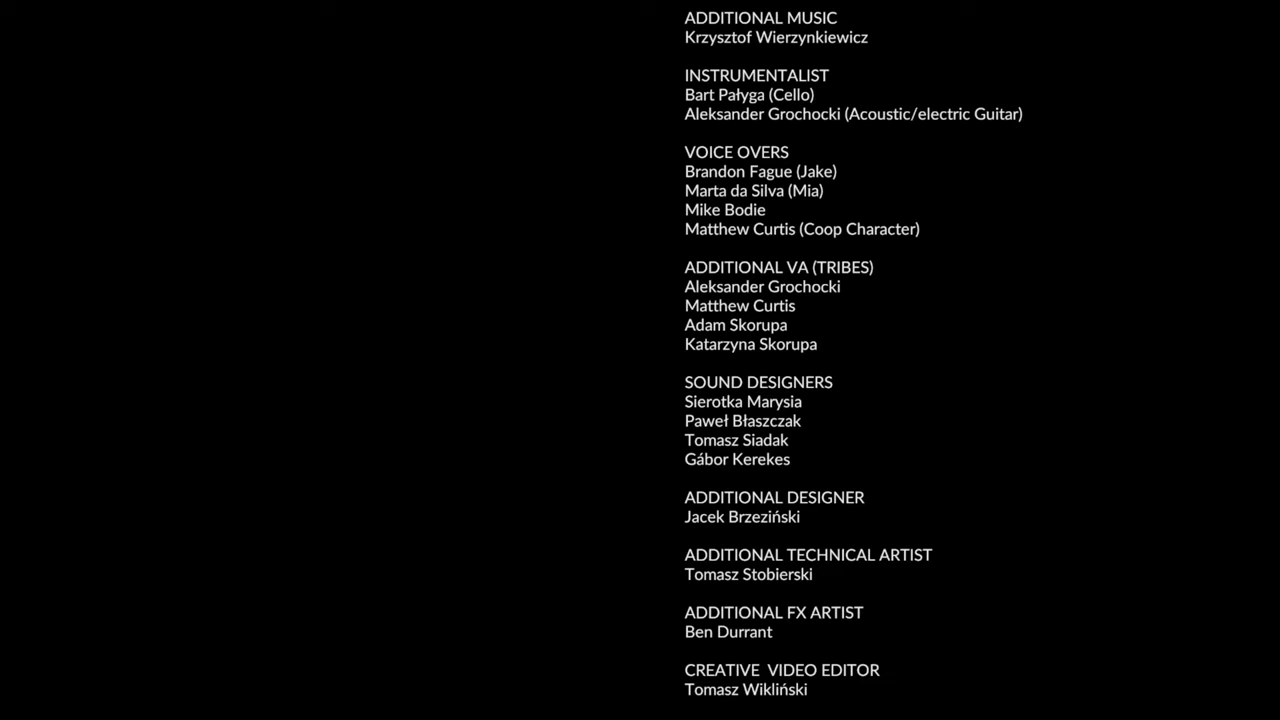 ADDITIONAL MUSIC
Krzysztof Wierzynkiewicz
INSTRUMENTALIST
Bart Pałyga (Cello)
Aleksander Grochocki (Acoustic/electric Guitar)
VOICE OVERS
Brandon Fague (Jake)
Marta da Silva (Mia)
Mike Bodie
Matthew Curtis (Coop Character)
ADDITIONAL VA (TRIBES)
Aleksander Grochocki
Matthew Curtis
Adam Skorupa
Katarzyna Skorupa
SOUND DESIGNERS
Sierotka Marysia
Paweł Błaszczak
Tomasz Siadak
Gábor Kerekes
ADDITIONAL DESIGNER
Jacek Brzeziński
ADDITIONAL TECHNICAL ARTIST
Tomasz Stobierski
ADDITIONAL FX ARTIST
Ben Durrant
CREATIVE  VIDEO EDITOR
Tomasz Wikliński